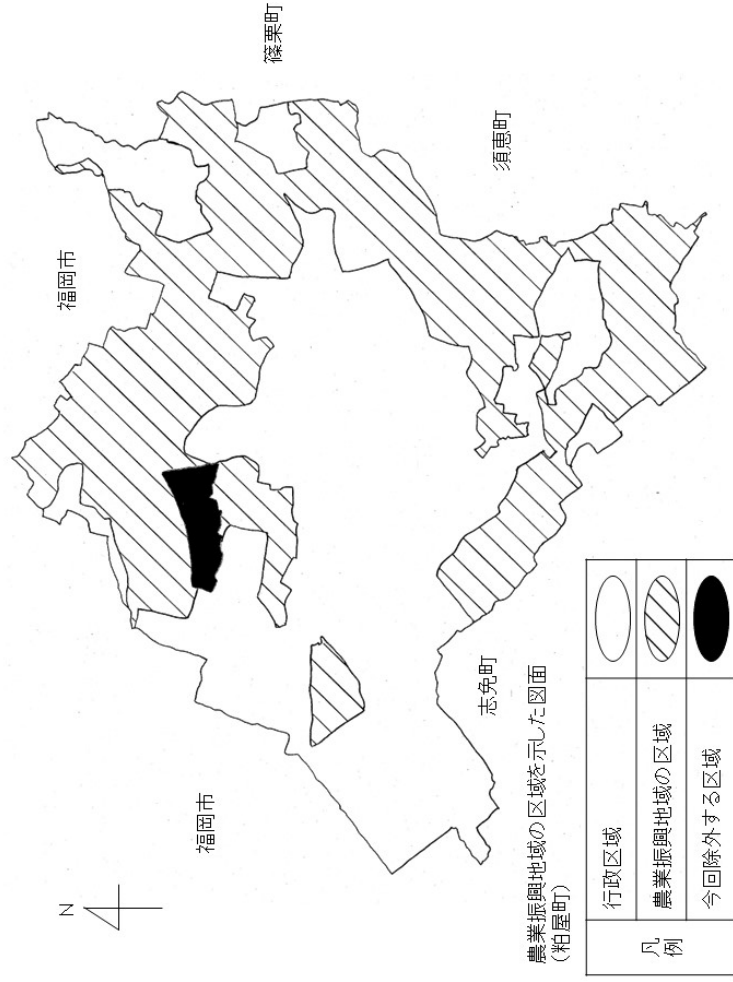 N
福岡市
福岡市
篠栗町
須恵町
志免町
農業振興地域の区域を示した図面
（粕屋町）
凡例
行政区域
農業振興地域の区域
今回除外する区域